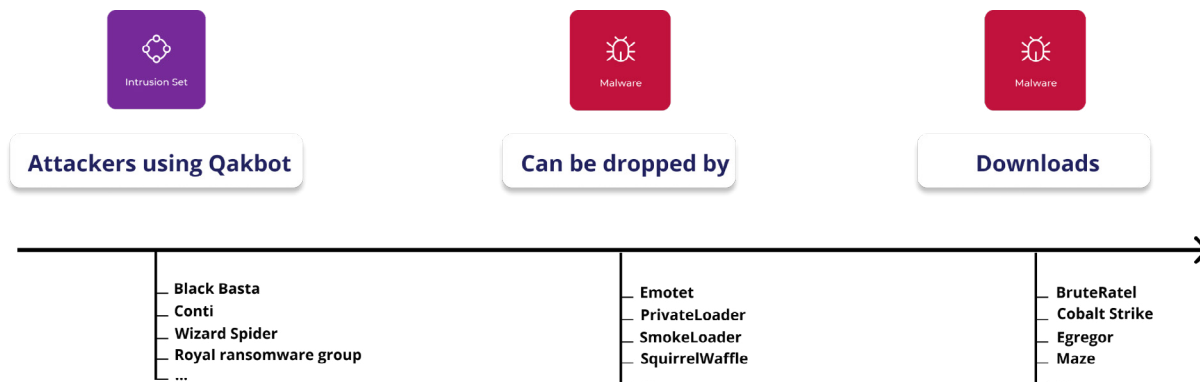 Intrusion Set
Malware
Malware
Attackers using Qakbot
Can be dropped by
Downloads
Black Basta
Conti
Wizard Spider
Royal ransomware group
...
Emotet
PrivateLoader
SmokeLoader
SquirrelWaffle
BruteRatel
Cobalt Strike
Egregor
Maze